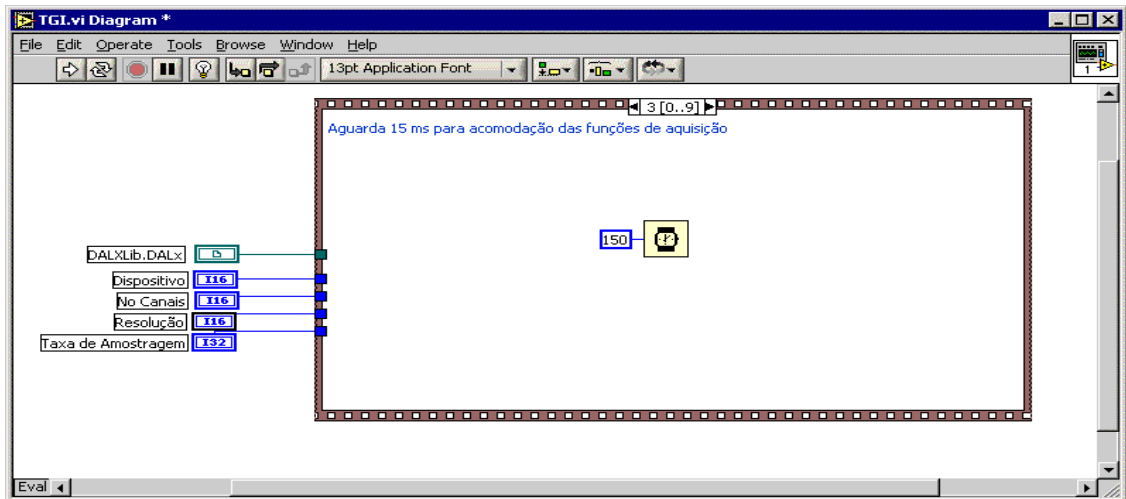 TGI.vi Diagram *
File Edit Operate Tools Browse Window Help
13pt Application Font
1
3 [0..9]
Aguarda 15 ms para acomodação das funções de aquisição
150
DALXLib.DALx
Dispositivo I16
No Canais I16
Resolução I16
Taxa de Amostragem I32
Eval